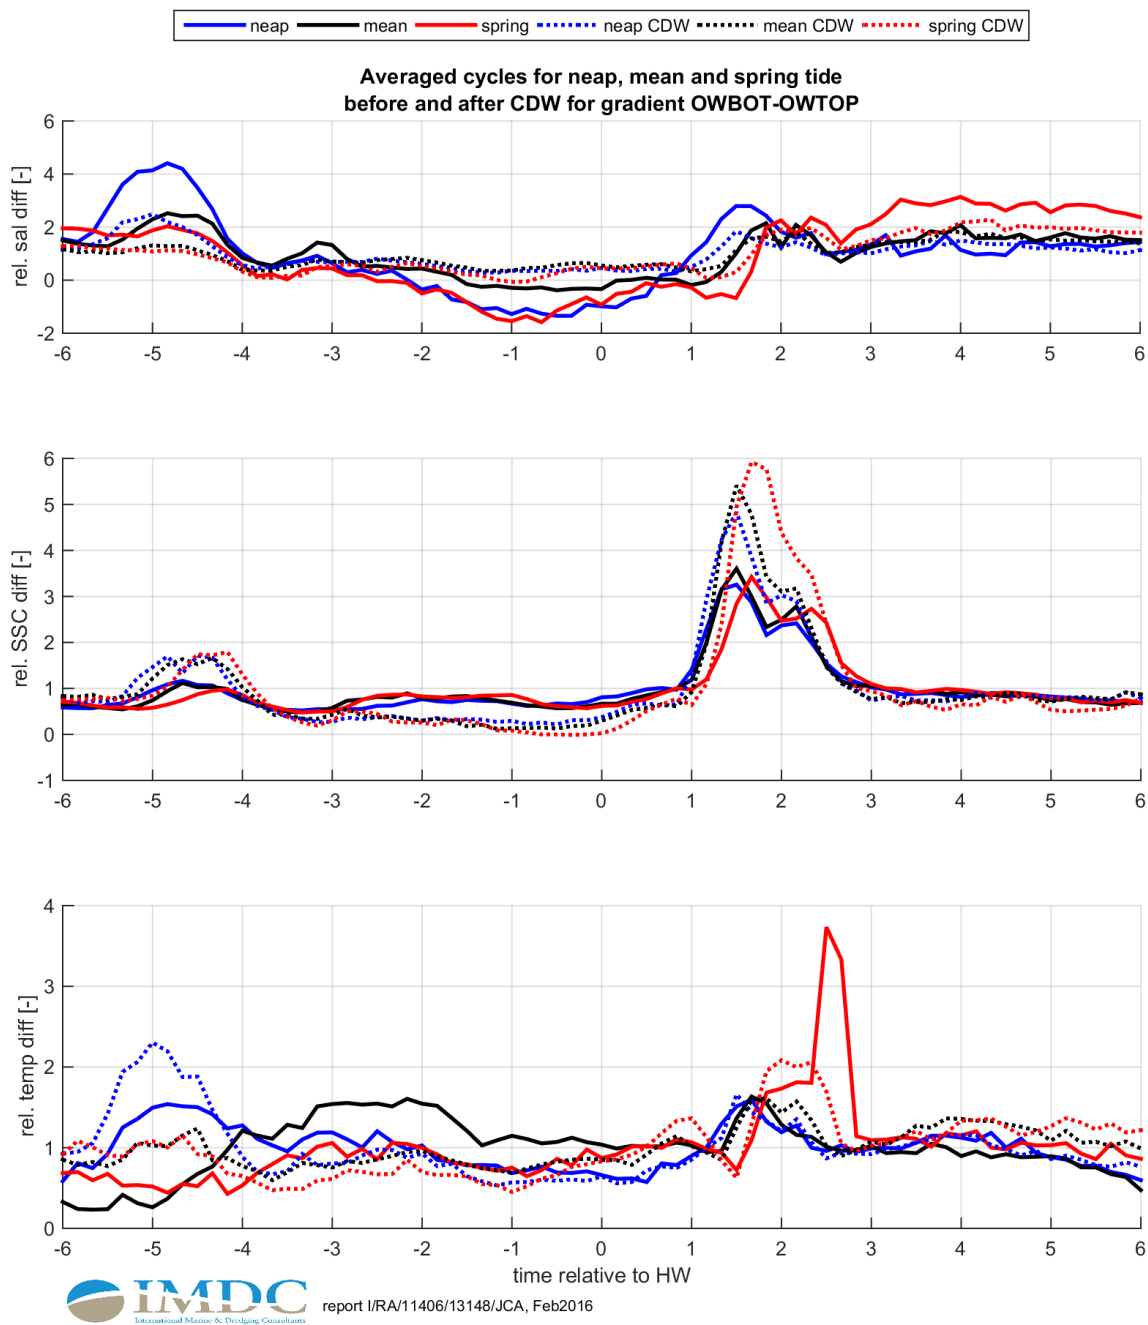 neap mean spring neap CDW mean CDW spring CDW
Averaged cycles for neap, mean and spring tide
before and after CDW for gradient OWBOT-OWTOP
rel. sal diff [-]
6
4
2
0
-2
-6 -5 -4 -3 -2 -1 0 1 2 3 4 5 6
rel. SSC diff [-]
6
5
4
3
2
1
0
-1
-6 -5 -4 -3 -2 -1 0 1 2 3 4 5 6
rel. temp diff [-]
4
3
2
1
0
-6 -5 -4 -3 -2 -1 0 1 2 3 4 5 6
time relative to HW
IMDC
International Marine & Dredging Consultants
report I/RA/11406/13148/JCA, Feb2016